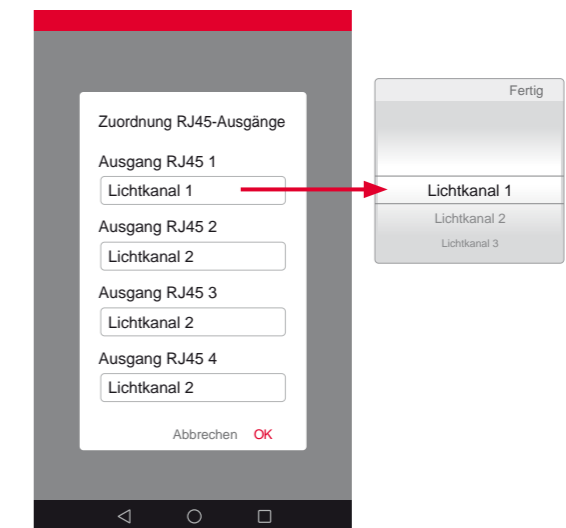 Zuordnung RJ45-Ausgänge
Ausgang RJ45 1
Lichtkanal 1
Ausgang RJ45 2
Lichtkanal 2
Ausgang RJ45 3
Lichtkanal 2
Ausgang RJ45 4
Lichtkanal 2
Abbrechen OK
Fertig
Lichtkanal 1
Lichtkanal 2
Lichtkanal 3